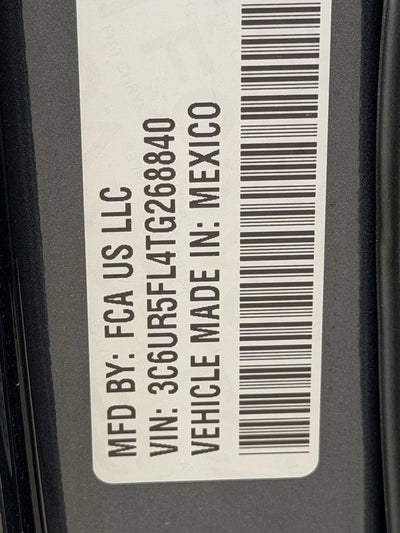 MFD BY: FCA US LLC
VIN: 3C6UR5FL4TG268840
VEHICLE MADE IN: MEXICO